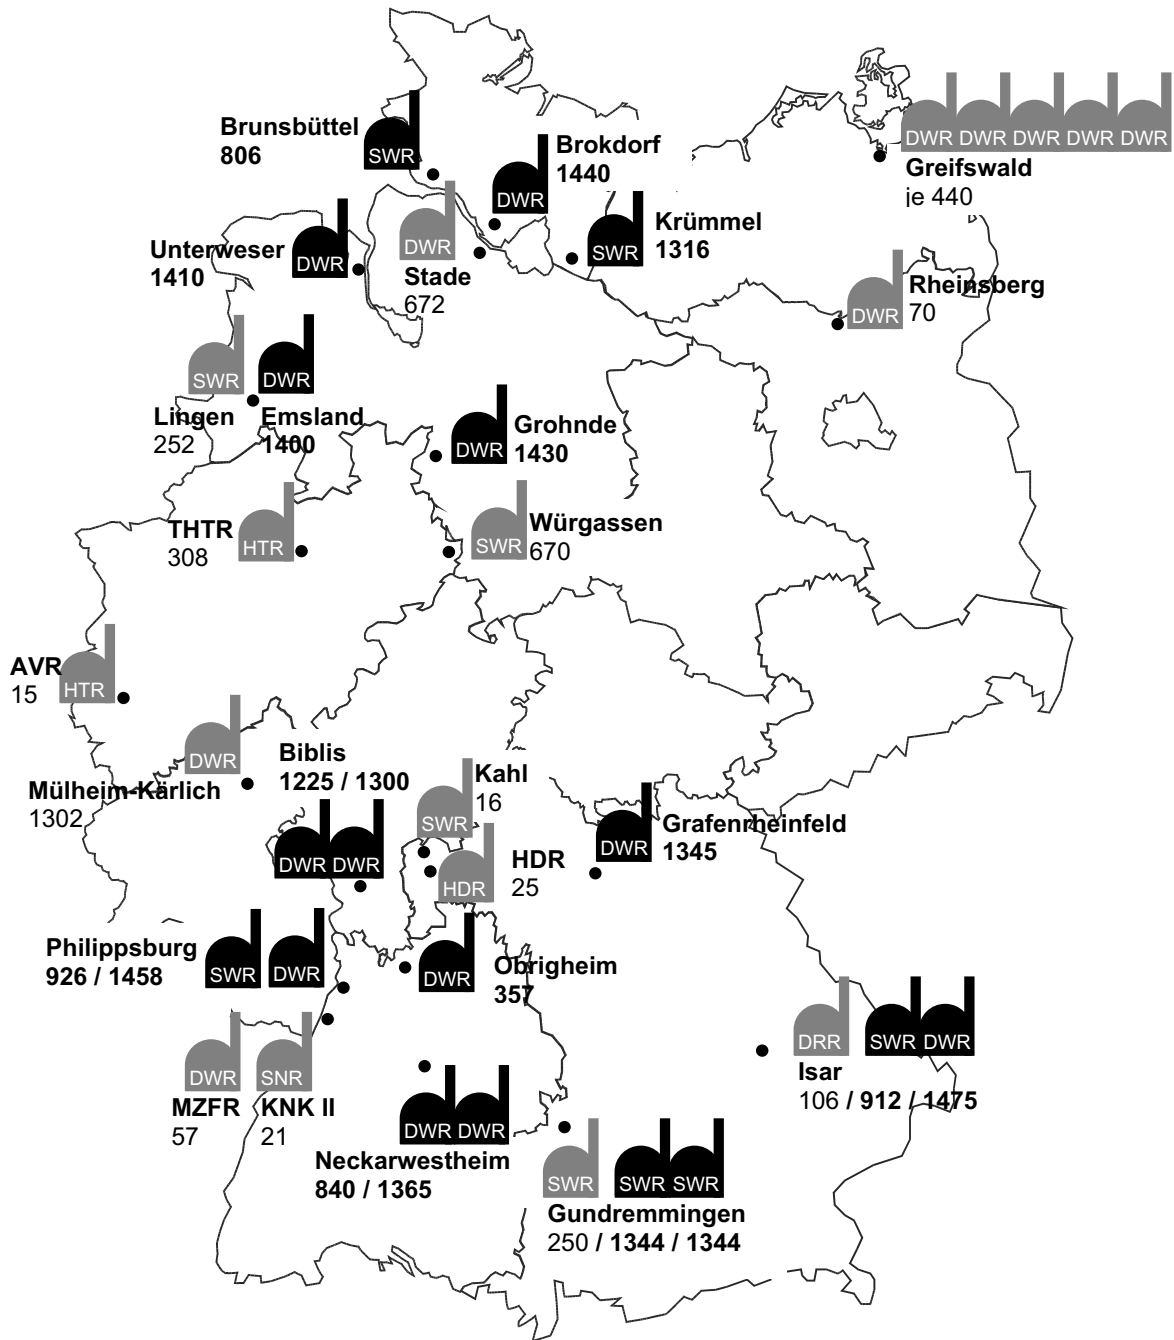 Brunsbüttel
806
SWR
Brokdorf
1440
DWR
DWR DWR DWR DWR DWR
Greifswald
je 440
Unterweser
1410
DWR
DWR
Stade
672
SWR
Krümmel
1316
DWR
Rheinsberg
70
SWR
DWR
Lingen
252
Emsland
1400
DWR
Grohnde
1430
THTR
308
HTR
SWR
Würgassen
670
AVR
15
HTR
DWR
Mülheim-Kärlich
1302
Biblis
1225 / 1300
DWR DWR
Kahl
16
SWR
HDR
HDR
25
DWR
Grafenrheinfeld
1345
Philippsburg
926 / 1458
SWR
DWR
DWR
Obrigheim
357
DWR
SNR
MZFR
57
KNK II
21
DRR
SWR DWR
Isar
106 / 912 / 1475
DWR DWR
Neckarwestheim
840 / 1365
SWR
SWR SWR
Gundremmingen
250 / 1344 / 1344